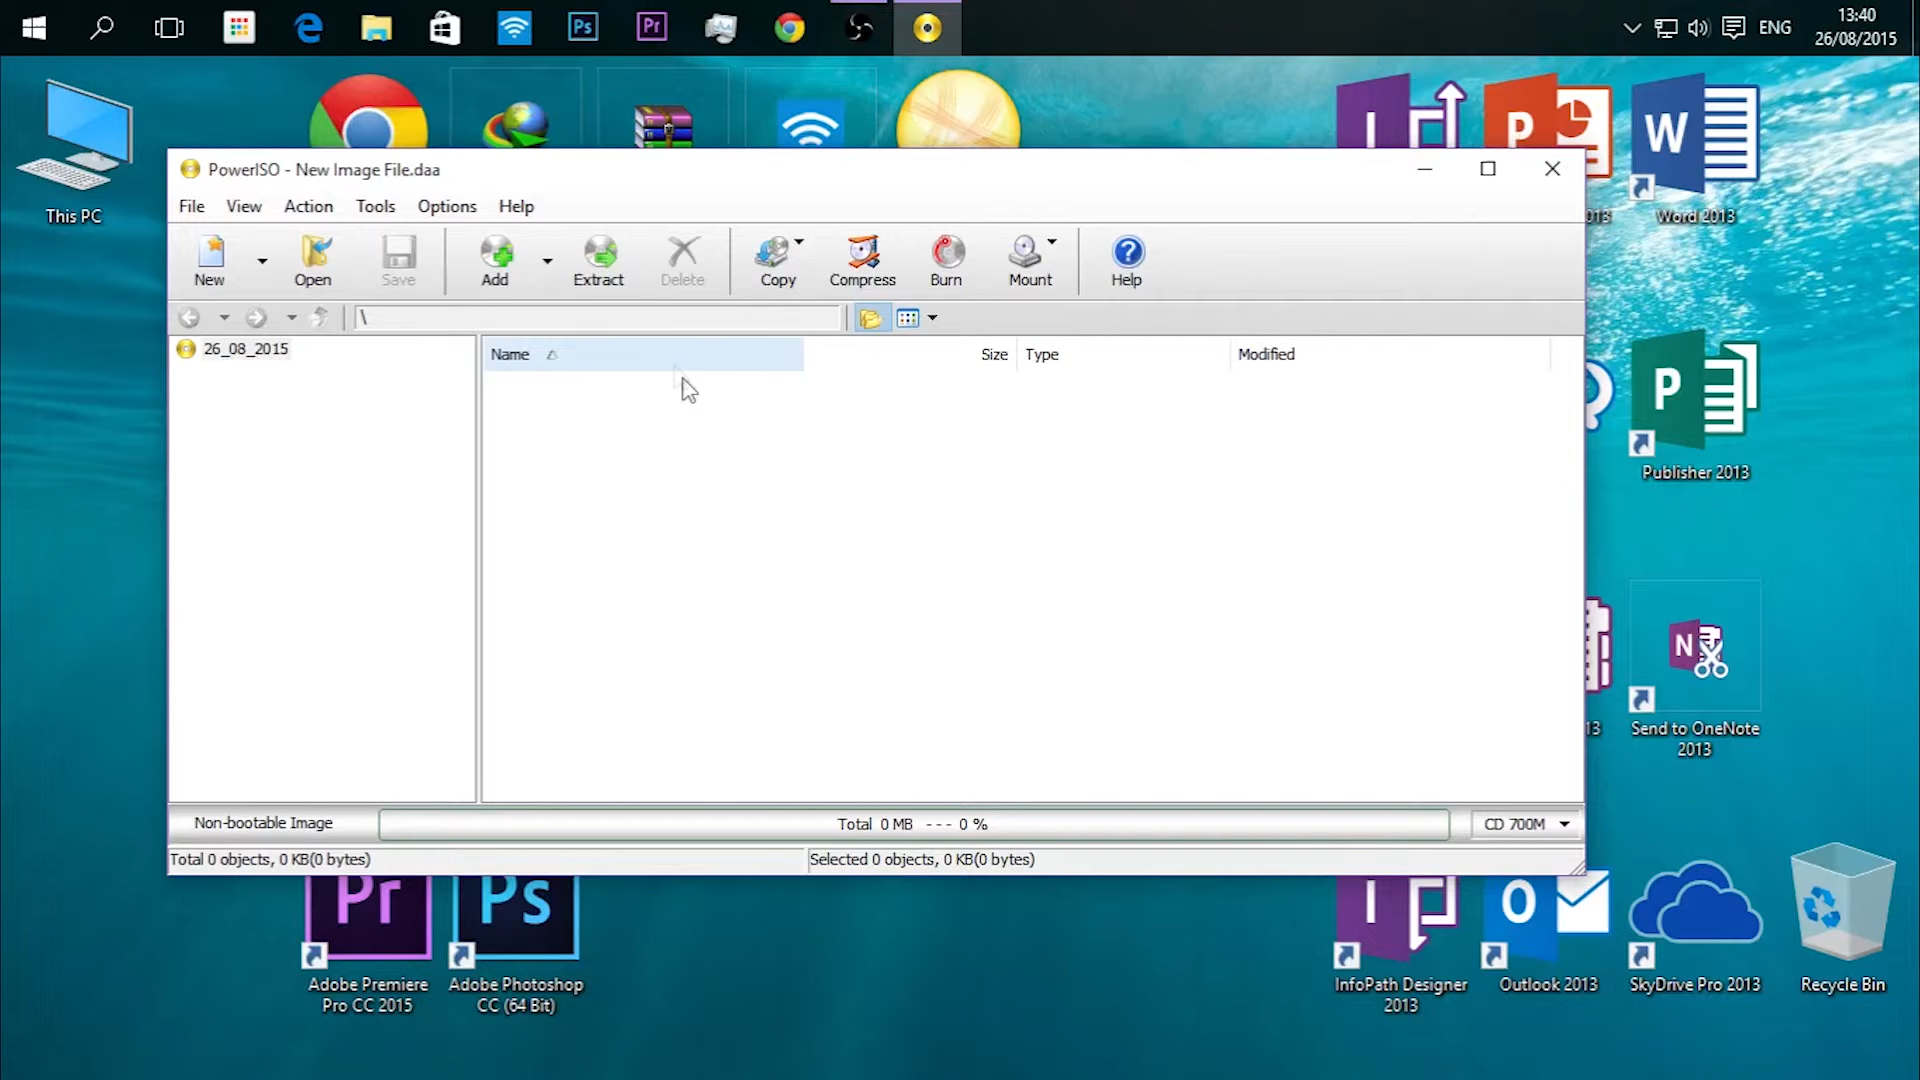 ENG
13:40
26/08/2015
This PC
Word 2013
PowerISO - New Image File.daa
File View Action Tools Options Help
New Open Save Add Extract Delete Copy Compress Burn Mount Help
\
26_08_2015
Name Size Type Modified
Publisher 2013
Send to OneNote
2013
Non-bootable Image
Total 0 MB --- 0 %
CD 700M
Total 0 objects, 0 KB(0 bytes)
Selected 0 objects, 0 KB(0 bytes)
Adobe Premiere
Pro CC 2015
Adobe Photoshop
CC (64 Bit)
InfoPath Designer
2013
Outlook 2013
SkyDrive Pro 2013
Recycle Bin